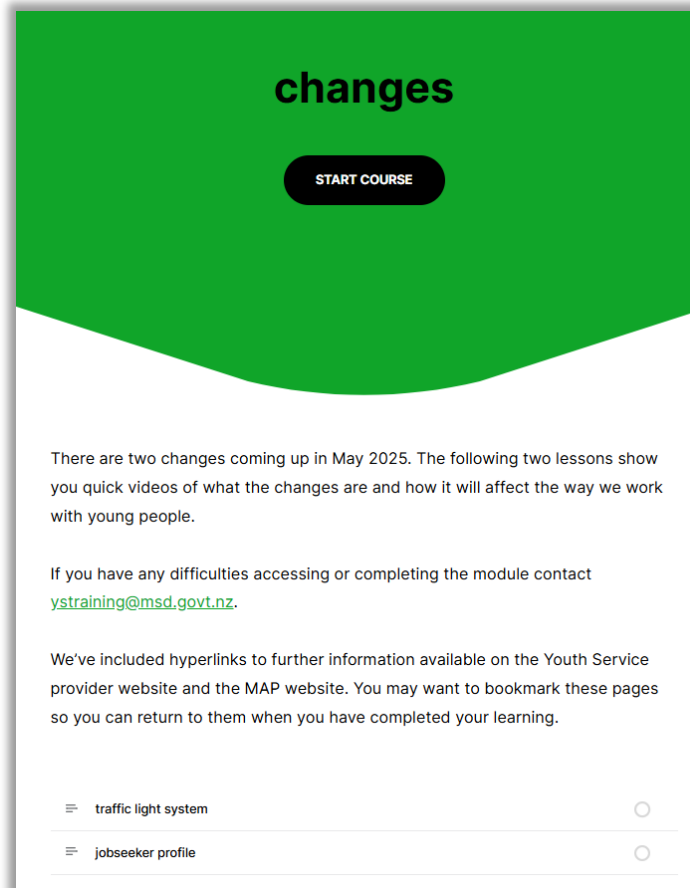 changes
START COURSE
There are two changes coming up in May 2025. The following two lessons show
you quick videos of what the changes are and how it will affect the way we work
with young people.
If you have any difficulties accessing or completing the module contact
ystraining@msd.govt.nz.
We’ve included hyperlinks to further information available on the Youth Service
provider website and the MAP website. You may want to bookmark these pages
so you can return to them when you have completed your learning.
traffic light system
jobseeker profile